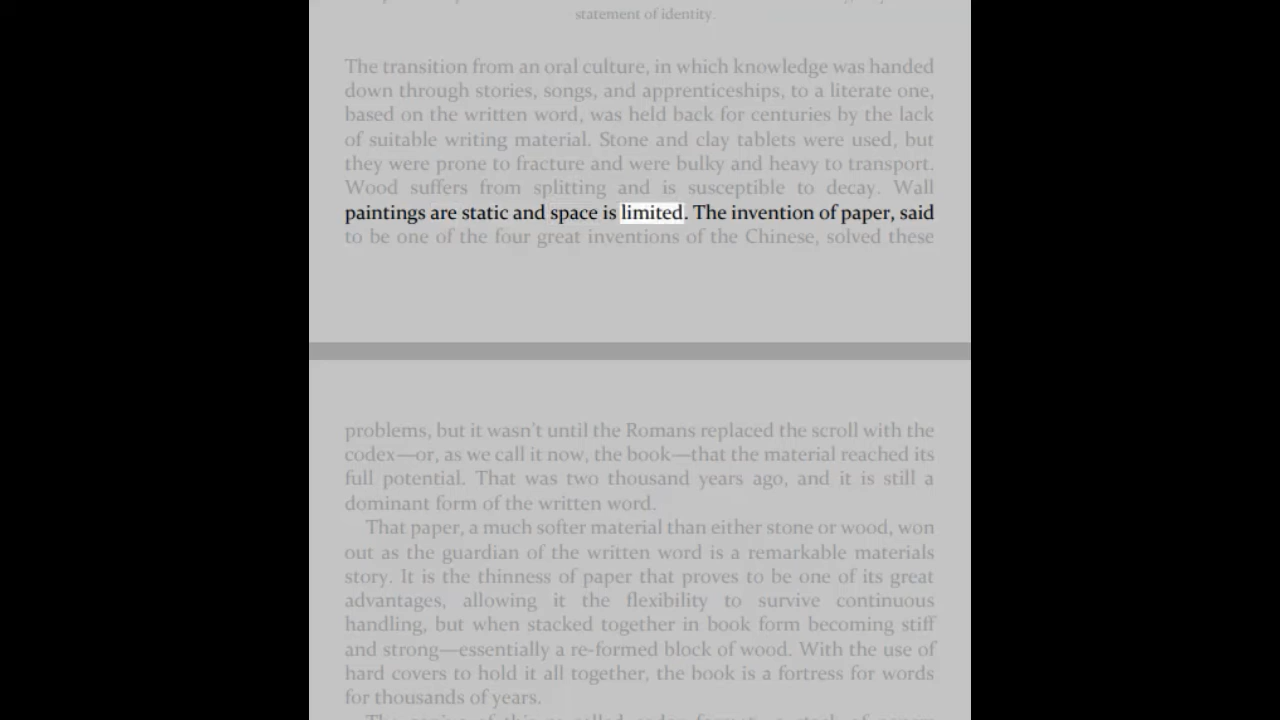 statement of identity.
The transition from an oral culture, in which knowledge was handed
down through stories, songs, and apprenticeships, to a literate one,
based on the written word, was held back for centuries by the lack
of suitable writing material. Stone and clay tablets were used, but
they were prone to fracture and were bulky and heavy to transport.
Wood suffers from splitting and is susceptible to decay. Wall
paintings are static and space is limited. The invention of paper, said
to be one of the four great inventions of the Chinese, solved these
problems, but it wasn't until the Romans replaced the scroll with the
codex—or, as we call it now, the book—that the material reached its
full potential. That was two thousand years ago, and it is still a
dominant form of the written word.
That paper, a much softer material than either stone or wood, won
out as the guardian of the written word is a remarkable materials
story. It is the thinness of paper that proves to be one of its great
advantages, allowing it the flexibility to survive continuous
handling, but when stacked together in book form becoming stiff
and strong—essentially a re-formed block of wood. With the use of
hard covers to hold it all together, the book is a fortress for words
for thousands of years.